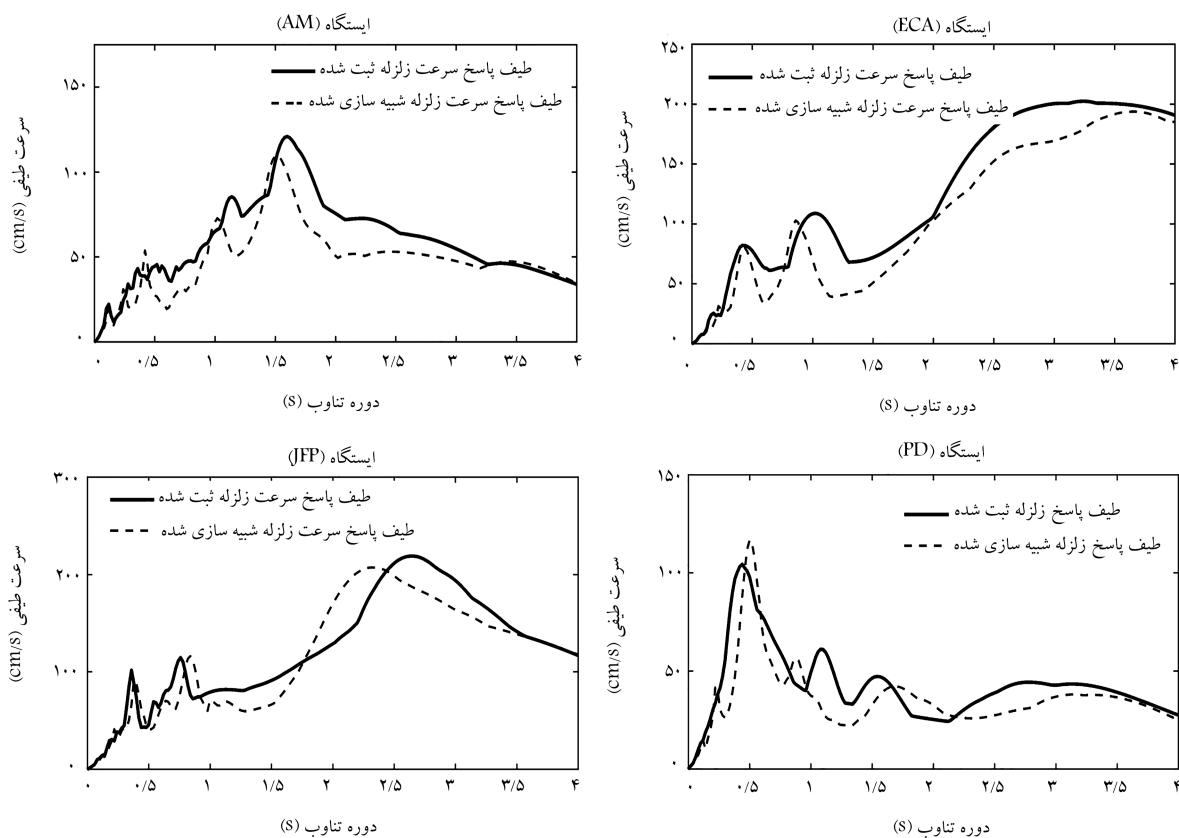 ایستگاه (AM)
۱۵۰
۱۰۰
۵۰
۰
سرعت طیفی (cm/s)
طیف پاسخ سرعت زلزله ثبت شده
طیف پاسخ سرعت زلزله شبیه سازی شده
۰ ۰/۵ ۱ ۱/۵ ۲ ۲/۵ ۳ ۳/۵ ۴
دوره تناوب (s)
ایستگاه (ECA)
۲۵۰
۲۰۰
۱۵۰
۱۰۰
۵۰
۰
سرعت طیفی (cm/s)
طیف پاسخ سرعت زلزله ثبت شده
طیف پاسخ سرعت زلزله شبیه سازی شده
۰ ۰/۵ ۱ ۱/۵ ۲ ۲/۵ ۳ ۳/۵ ۴
دوره تناوب (s)
ایستگاه (JFP)
۳۰۰
۲۰۰
۱۰۰
۰
سرعت طیفی (cm/s)
طیف پاسخ سرعت زلزله ثبت شده
طیف پاسخ سرعت زلزله شبیه سازی شده
۰ ۰/۵ ۱ ۱/۵ ۲ ۲/۵ ۳ ۳/۵ ۴
دوره تناوب (s)
ایستگاه (PD)
۱۵۰
۱۰۰
۵۰
۰
سرعت طیفی (cm/s)
طیف پاسخ زلزله ثبت شده
طیف پاسخ زلزله شبیه سازی شده
۰ ۰/۵ ۱ ۱/۵ ۲ ۲/۵ ۳ ۳/۵ ۴
دوره تناوب (s)